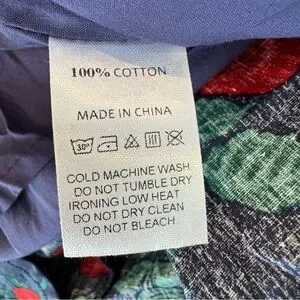 100% COTTON
MADE IN CHINA
30°
COLD MACHINE WASH
DO NOT TUMBLE DRY
IRONING LOW HEAT
DO NOT DRY CLEAN
DO NOT BLEACH.